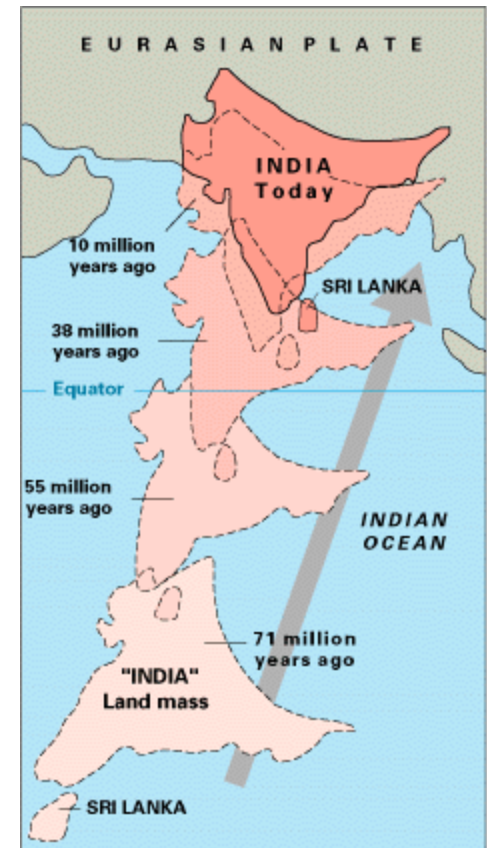 EURASIAN PLATE
INDIA
Today
10 million
years ago
SRI LANKA
38 million
years ago
Equator
55 million
years ago
INDIAN
OCEAN
71 million
years ago
"INDIA"
Land mass
SRI LANKA